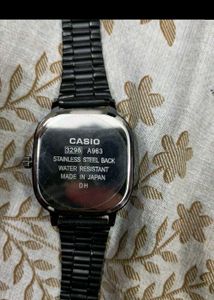 CASIO
3298 A963
STAINLESS STEEL BACK
WATER RESISTANT
MADE IN JAPAN
DH